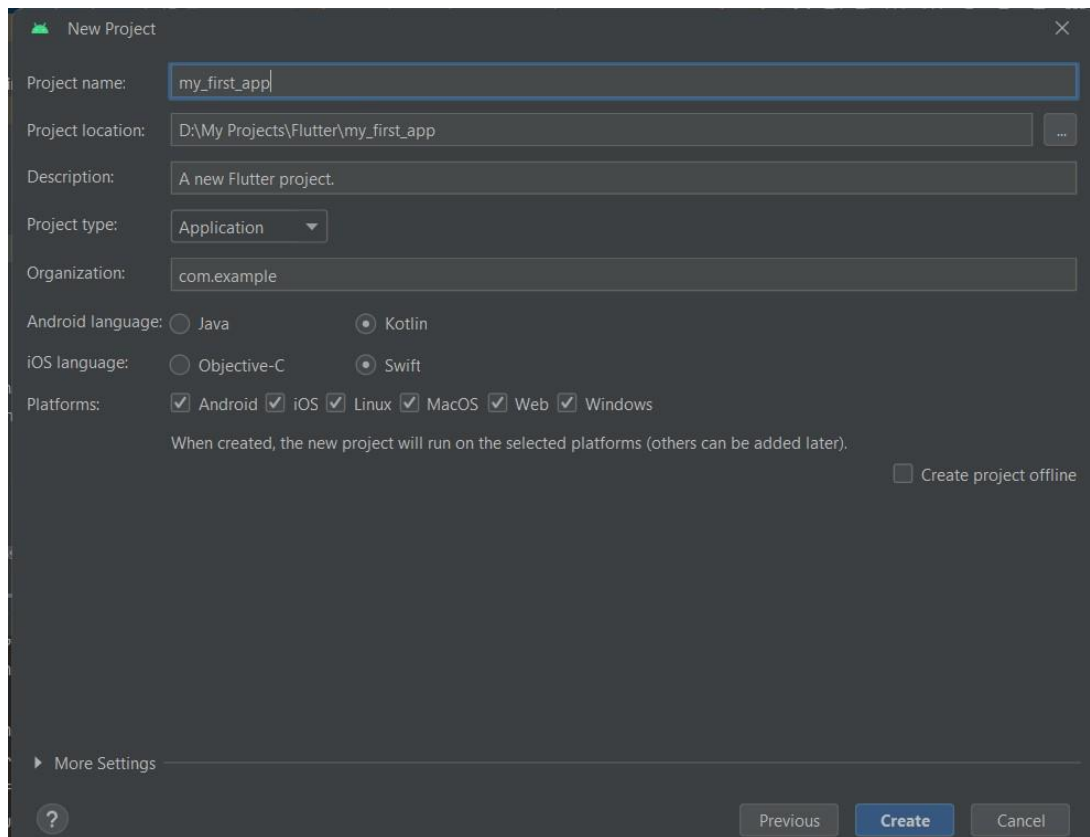 New Project
Project name: my_first_app
Project location: D:\My Projects\Flutter\my_first_app ...
Description: A new Flutter project.
Project type: Application
Organization: com.example
Android language: Java Kotlin
iOS language: Objective-C Swift
Platforms: Android iOS Linux MacOS Web Windows
When created, the new project will run on the selected platforms (others can be added later).
Create project offline
More Settings
? Previous Create Cancel